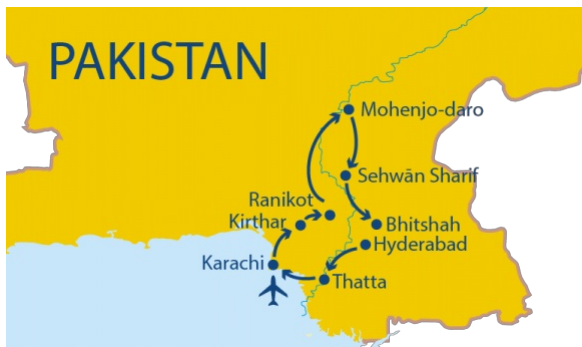 PAKISTAN
Mohenjo-daro
Sehwān Sharif
Ranikot
Kirthar
Bhitshah
Hyderabad
Karachi
Thatta